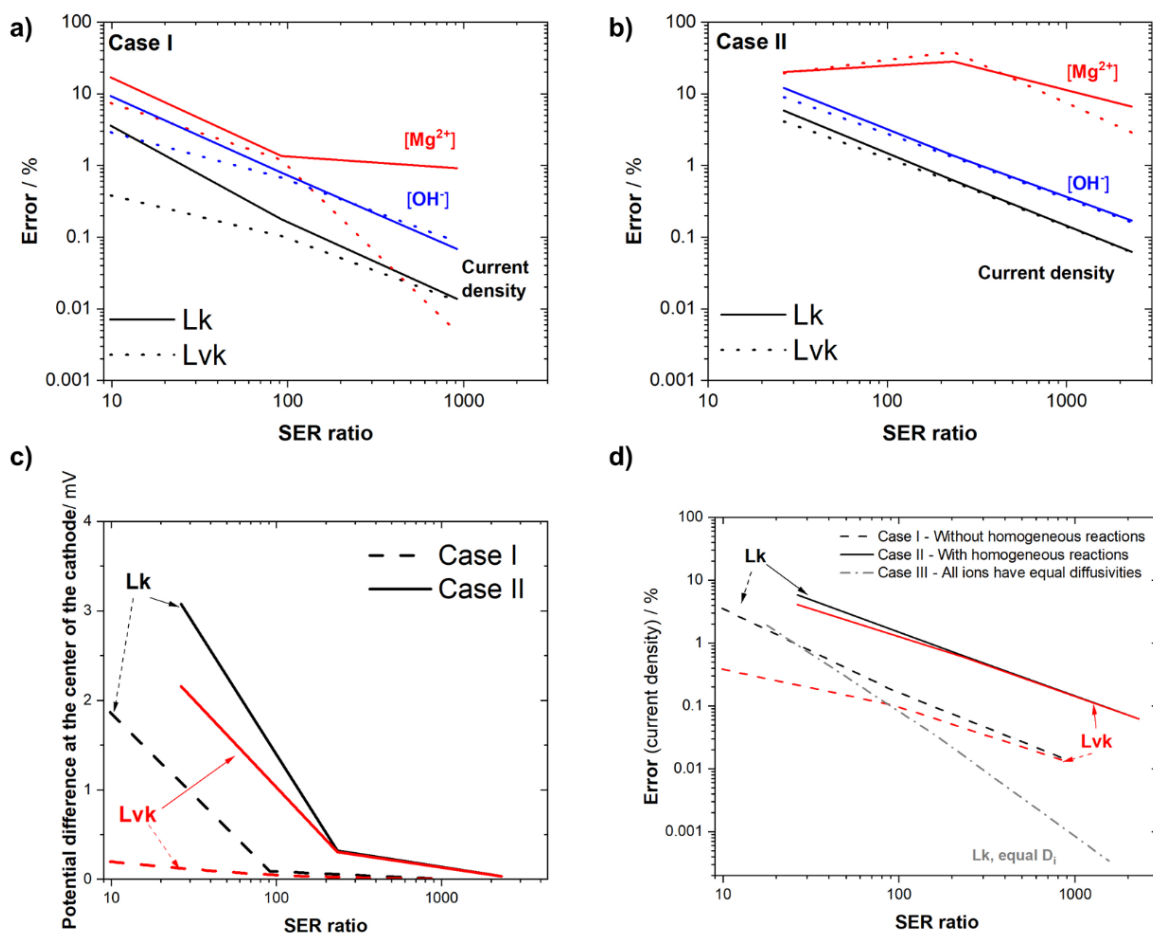 a)
Case I
Error / %
100
10
1
0.1
0.01
0.001
[Mg²⁺]
[OH⁻]
Current
density
Lk
Lvk
10
100
1000
SER ratio
b)
Case II
Error / %
100
10
1
0.1
0.01
0.001
[Mg²⁺]
[OH⁻]
Current density
Lk
Lvk
10
100
1000
SER ratio
c)
Potential difference at the center of the cathode/ mV
4
3
2
1
0
Lk
Lvk
Case I
Case II
10
100
1000
SER ratio
d)
Error (current density) / %
100
10
1
0.1
0.01
0.001
Case I - Without homogeneous reactions
Case II - With homogeneous reactions
Case III - All ions have equal diffusivities
Lk
Lvk
Lk, equal Dᵢ
10
100
1000
SER ratio